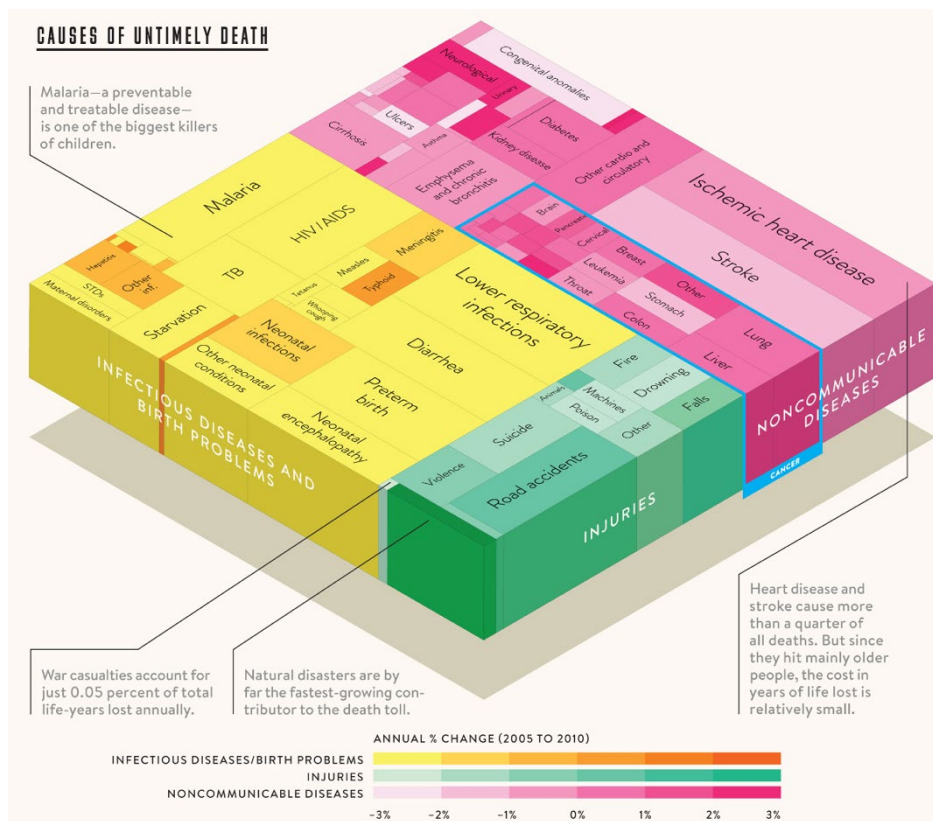 CAUSES OF UNTIMELY DEATH
Malaria—a preventable
and treatable disease—
is one of the biggest killers
of children.
Congenital anomalies
Neurological
Urinary
Ulcers
Cirrhosis
Asthma
Diabetes
Kidney disease
Other cardio and
circulatory
Emphysema
and chronic
bronchitis
Ischemic heart disease
Stroke
Brain
Pancreatic
Cervical
Breast
Leukemia
Other
Throat
Stomach
Colon
Lung
Liver
Malaria
HIV/AIDS
TB
Meningitis
Measles
Typhoid
Tetanus
Whooping
cough
Hepatitis
Other
inf.
STDs
Maternal disorders
Starvation
Neonatal
infections
Other neonatal
conditions
Lower respiratory
infections
Diarrhea
Preterm
birth
Neonatal
encephalopathy
Fire
Drowning
Animals
Machines
Poison
Falls
Other
Suicide
Violence
Road accidents
INFECTIOUS DISEASES AND
BIRTH PROBLEMS
INJURIES
NONCOMMUNICABLE
DISEASES
CANCER
War casualties account for
just 0.05 percent of total
life-years lost annually.
Natural disasters are by
far the fastest-growing con-
tributor to the death toll.
Heart disease and
stroke cause more
than a quarter of
all deaths. But since
they hit mainly older
people, the cost in
years of life lost is
relatively small.
ANNUAL % CHANGE (2005 TO 2010)
INFECTIOUS DISEASES/BIRTH PROBLEMS
INJURIES
NONCOMMUNICABLE DISEASES
–3% –2% –1% 0% 1% 2% 3%